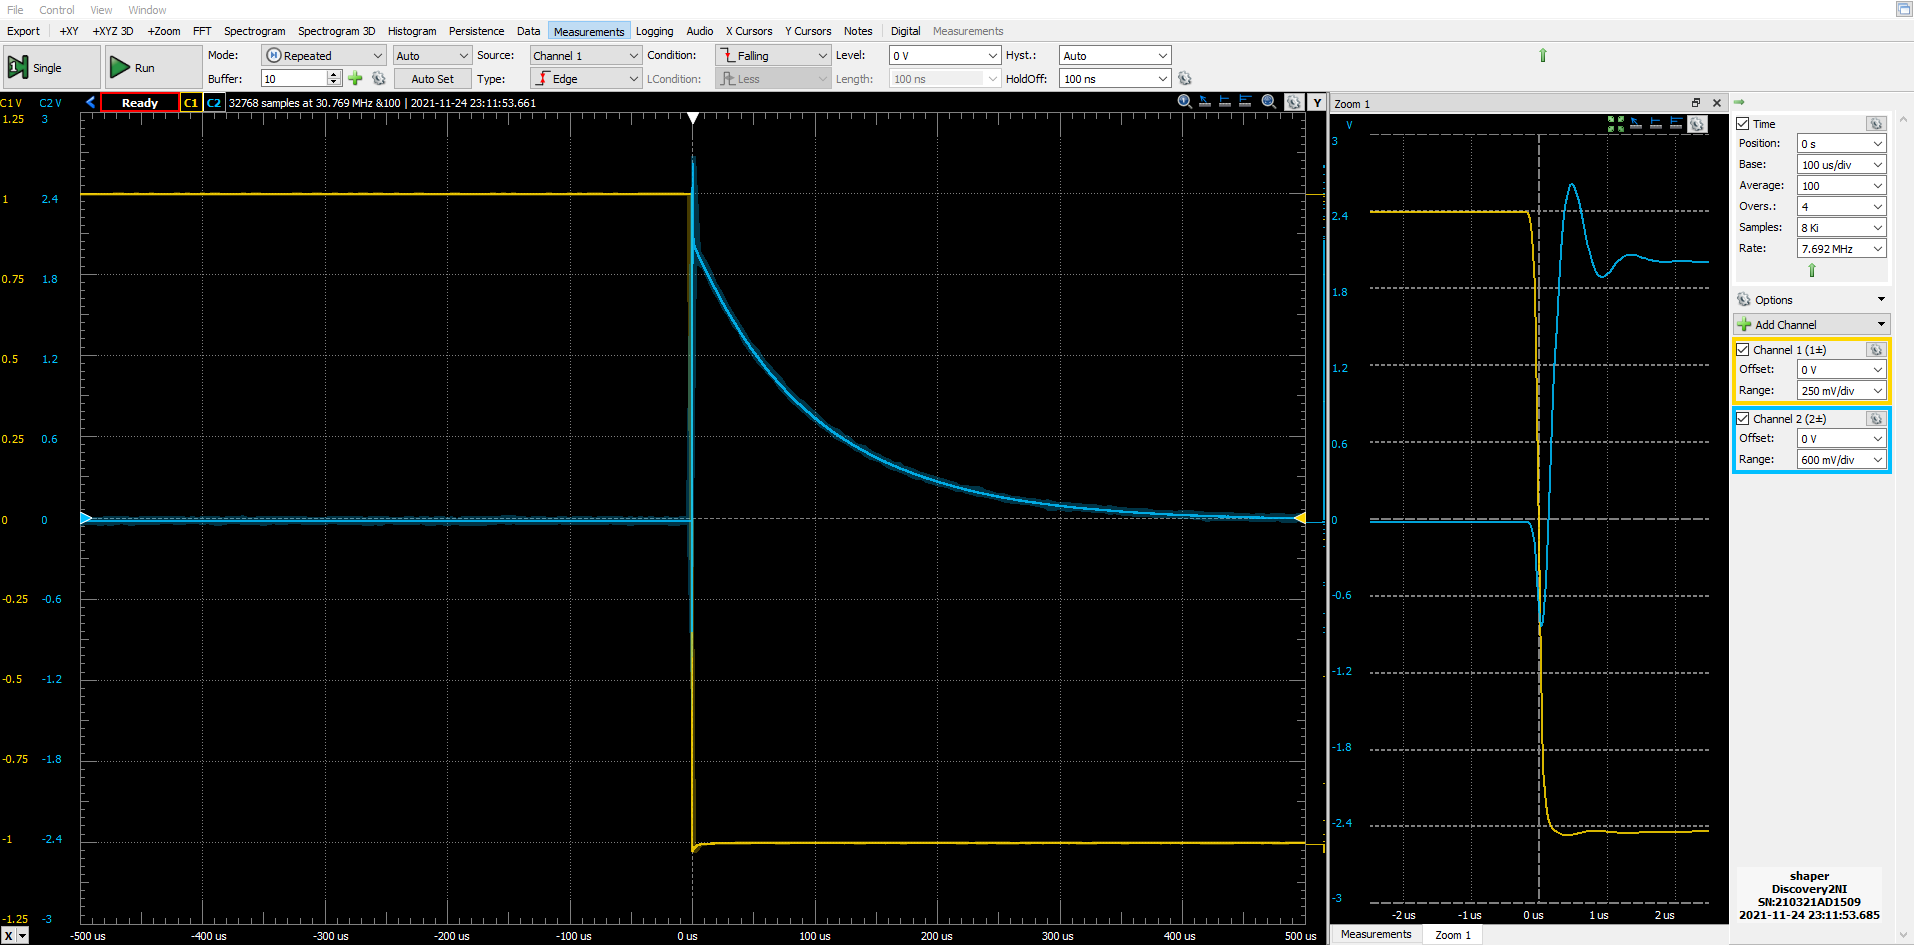 File Control View Window
Export +XY +XYZ 3D +Zoom FFT Spectrogram Spectrogram 3D Histogram Persistence Data Measurements Logging Audio X Cursors Y Cursors Notes Digital Measurements
Single Run Mode: Repeated Auto Source: Channel 1 Condition: Falling Level: 0 V Hyst.: Auto
Buffer: 10 Auto Set Type: Edge LCondition: Less Length: 100 ns HoldOff: 100 ns
C1 V C2 V Ready C1 C2 32768 samples at 30.769 MHz &100 | 2021-11-24 23:11:53.661 Y
1.25 3
1 2.4
0.75 1.8
0.5 1.2
0.25 0.6
0 0
-0.25 -0.6
-0.5 -1.2
-0.75 -1.8
-1 -2.4
-1.25 -3
X -500 us -400 us -300 us -200 us -100 us 0 us 100 us 200 us 300 us 400 us 500 us
Zoom 1
V
3
2.4
1.8
1.2
0.6
0
-0.6
-1.2
-1.8
-2.4
-3
-2 us -1 us 0 us 1 us 2 us
Measurements Zoom 1
Time
Position: 0 s
Base: 100 us/div
Average: 100
Overs.: 4
Samples: 8 Ki
Rate: 7.692 MHz
Options
Add Channel
Channel 1 (1±)
Offset: 0 V
Range: 250 mV/div
Channel 2 (2±)
Offset: 0 V
Range: 600 mV/div
shaper
Discovery2NI
SN:210321AD1509
2021-11-24 23:11:53.685